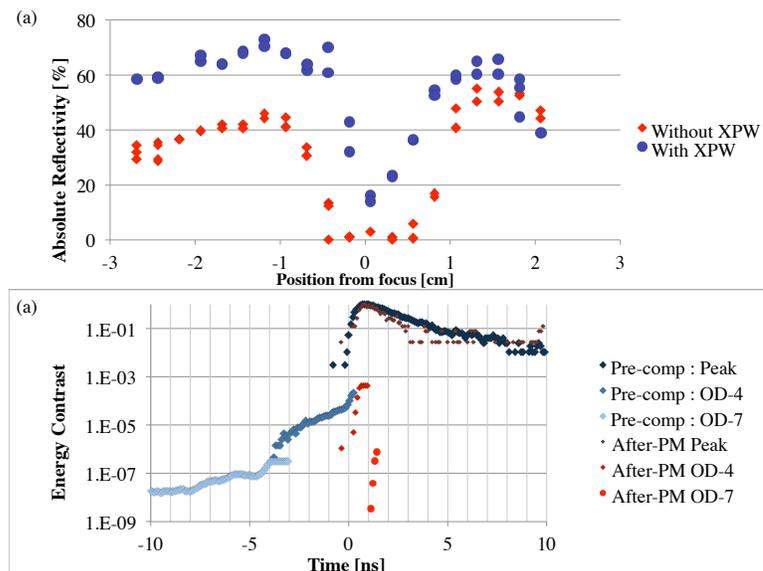 (a)
Absolute Reflectivity [%]
80
60
40
20
0
-3
-2
-1
0
1
2
3
Position from focus [cm]
Without XPW
With XPW
(a)
Energy Contrast
1.E-01
1.E-03
1.E-05
1.E-07
1.E-09
-10
-5
0
5
10
Time [ns]
Pre-comp : Peak
Pre-comp : OD-4
Pre-comp : OD-7
After-PM Peak
After-PM OD-4
After-PM OD-7